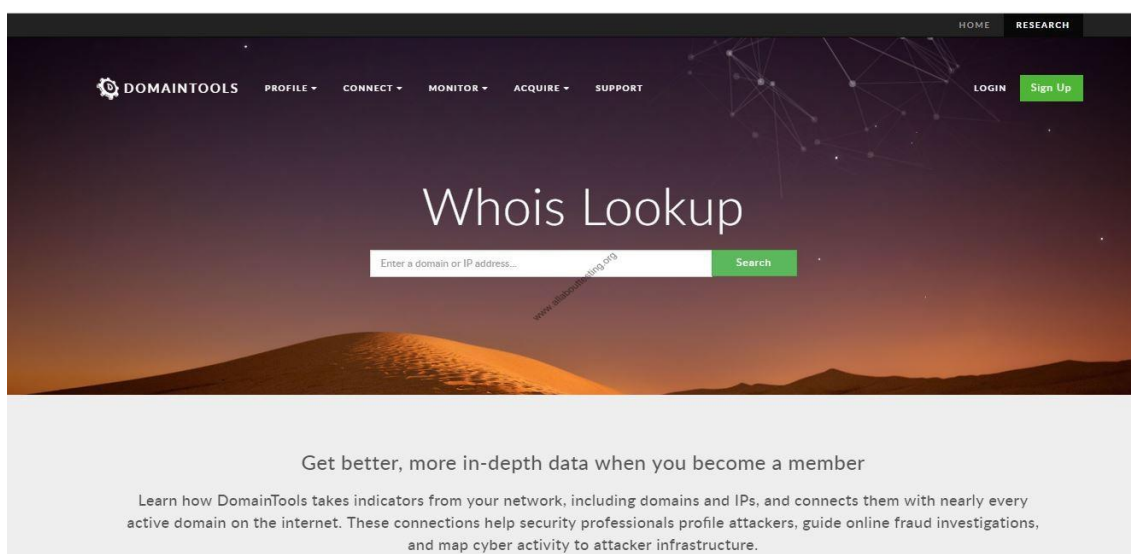 HOME RESEARCH
DOMAINTOOLS PROFILE CONNECT MONITOR ACQUIRE SUPPORT LOGIN Sign Up
Whois Lookup
Enter a domain or IP address... Search
www.allabouttesting.org
Get better, more in-depth data when you become a member
Learn how DomainTools takes indicators from your network, including domains and IPs, and connects them with nearly every
active domain on the internet. These connections help security professionals profile attackers, guide online fraud investigations,
and map cyber activity to attacker infrastructure.